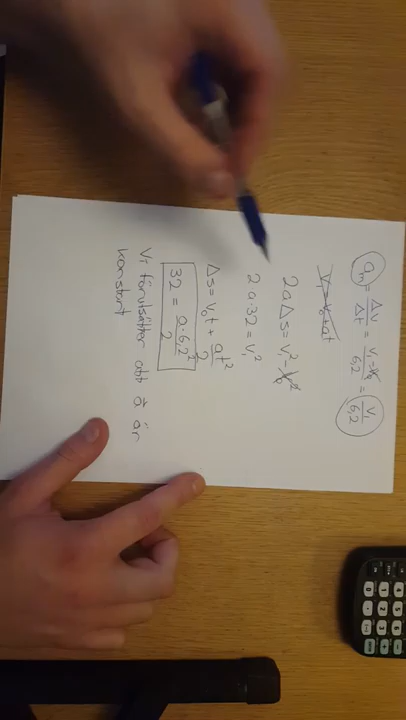 a_m = Δv/Δt = v₁-v₀/6,2 = v₁/6,2
v₁=v₀+at
2aΔs = v₁²-v₀²
2a·32 = v₁²
Δs = v₀t + at²/2
32 = a·6,2²/2
Vi förutsätter att a är
konstant